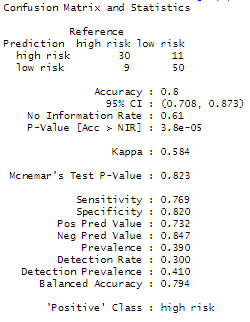 Confusion Matrix and Statistics
Reference
Prediction high risk low risk
high risk 30 11
low risk 9 50
Accuracy : 0.8
95% CI : (0.708, 0.873)
No Information Rate : 0.61
P-Value [Acc > NIR] : 3.8e-05
Kappa : 0.584
Mcnemar's Test P-Value : 0.823
Sensitivity : 0.769
Specificity : 0.820
Pos Pred Value : 0.732
Neg Pred Value : 0.847
Prevalence : 0.390
Detection Rate : 0.300
Detection Prevalence : 0.410
Balanced Accuracy : 0.794
'Positive' Class : high risk